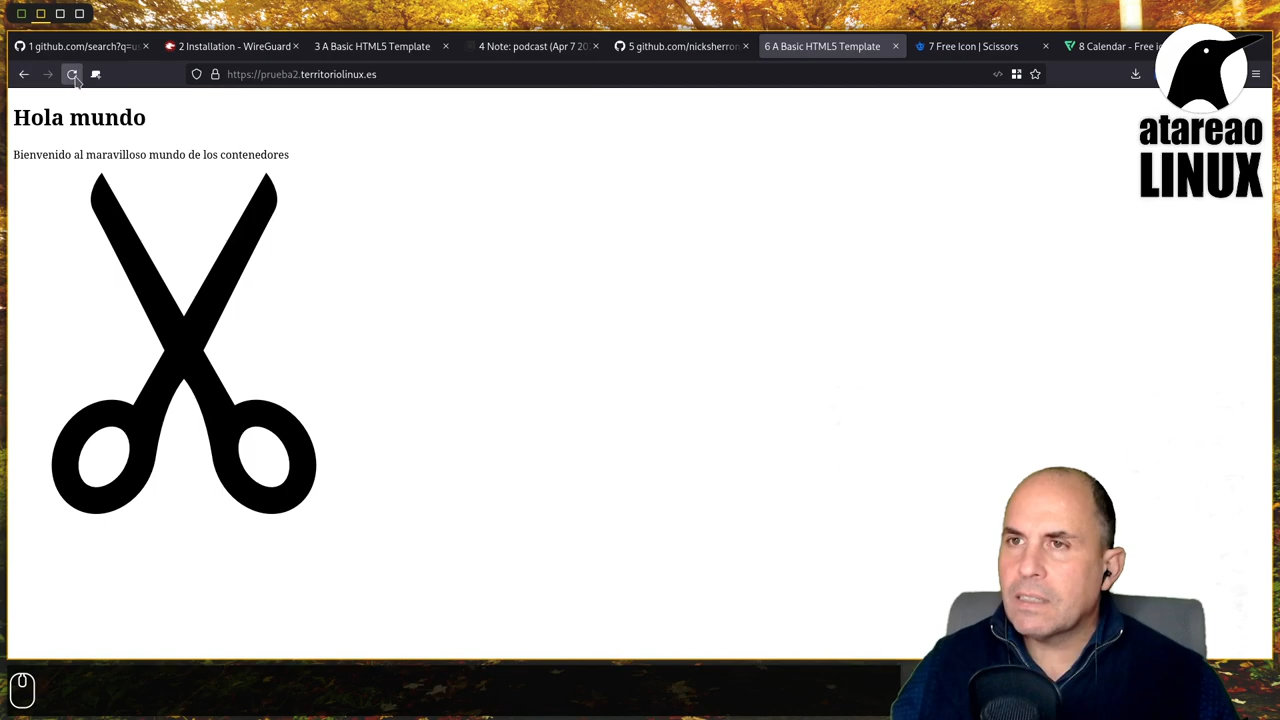 1 github.com/search?q=u
2 Installation - WireGuard
3 A Basic HTML5 Template
4 Note: podcast (Apr 7 20
5 github.com/nicksherron
6 A Basic HTML5 Template
7 Free Icon | Scissors
8 Calendar - Free ic
https://prueba2.territoriolinux.es
Hola mundo
Bienvenido al maravilloso mundo de los contenedores
atareao
LINUX